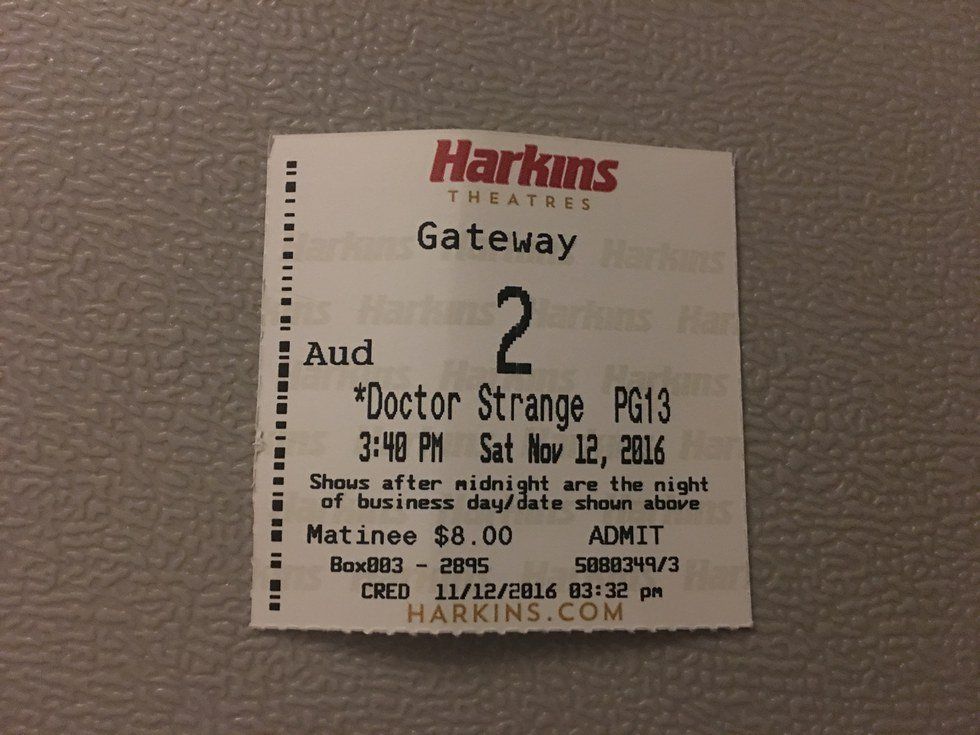 Harkins
THEATRES
Gateway
Aud 2
*Doctor Strange PG13
3:40 PM Sat Nov 12, 2016
Shows after midnight are the night
of business day/date shown above
Matinee $8.00 ADMIT
Box003 - 2895 5080349/3
CRED 11/12/2016 03:32 pm
HARKINS.COM